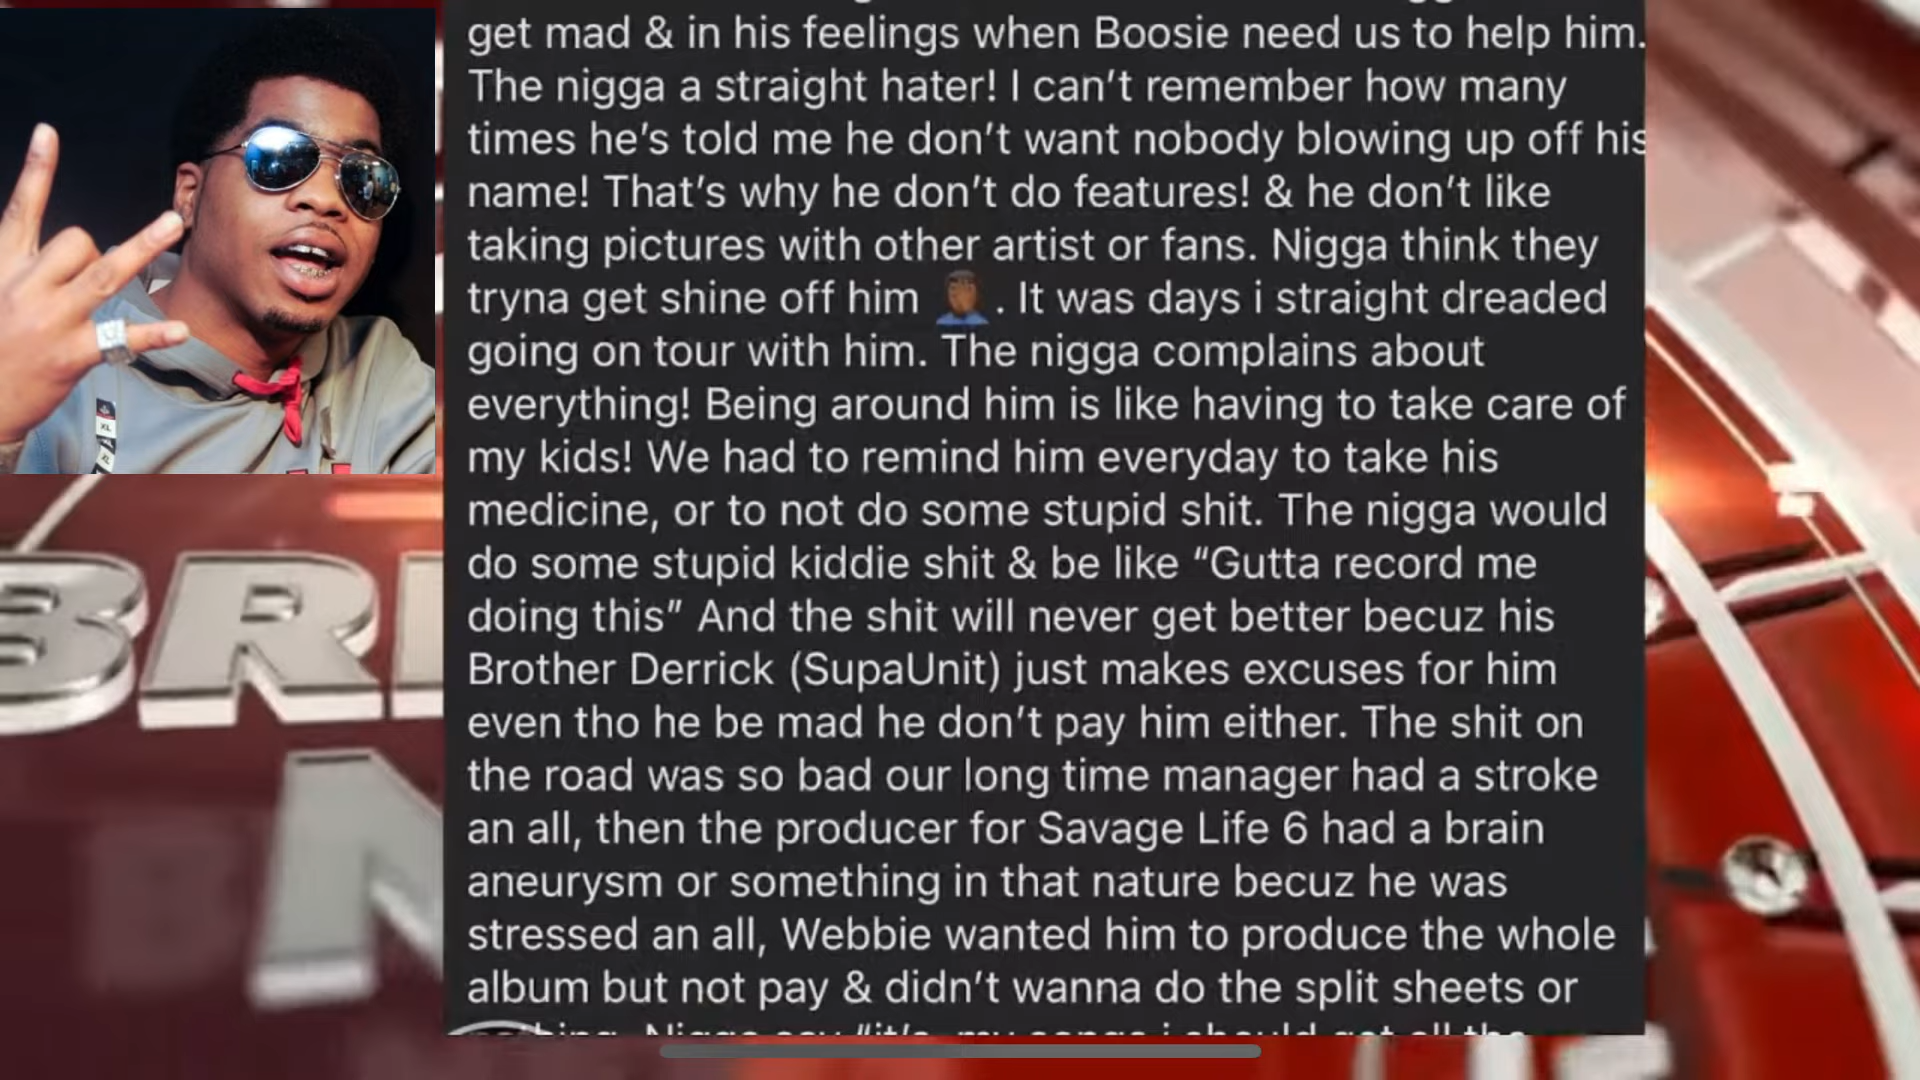 get mad & in his feelings when Boosie need us to help him.
The nigga a straight hater! I can't remember how many
times he's told me he don't want nobody blowing up off his
name! That's why he don't do features! & he don't like
taking pictures with other artist or fans. Nigga think they
tryna get shine off him 🤦🏾‍♂️. It was days i straight dreaded
going on tour with him. The nigga complains about
everything! Being around him is like having to take care of
my kids! We had to remind him everyday to take his
medicine, or to not do some stupid shit. The nigga would
do some stupid kiddie shit & be like “Gutta record me
doing this” And the shit will never get better becuz his
Brother Derrick (SupaUnit) just makes excuses for him
even tho he be mad he don't pay him either. The shit on
the road was so bad our long time manager had a stroke
an all, then the producer for Savage Life 6 had a brain
aneurysm or something in that nature becuz he was
stressed an all, Webbie wanted him to produce the whole
album but not pay & didn't wanna do the split sheets or
XL
XL
BR
N